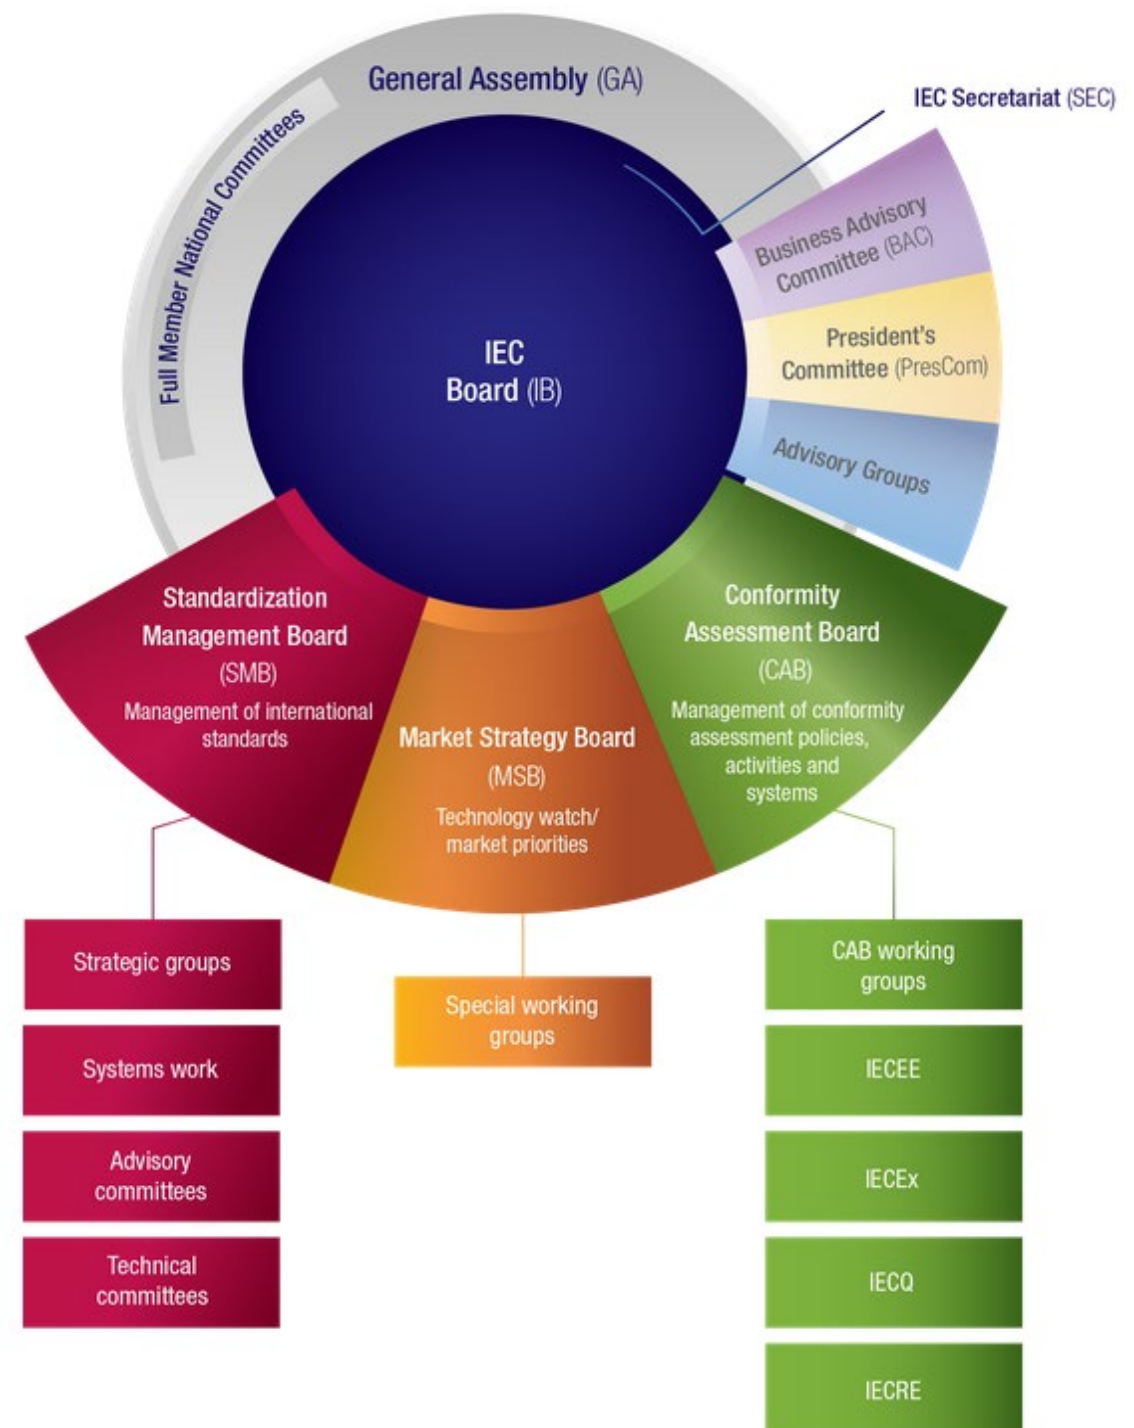 General Assembly (GA)
IEC Secretariat (SEC)
Full Member National Committees
Business Advisory
Committee (BAC)
President's
Committee (PresCom)
Advisory Groups
IEC
Board (IB)
Standardization
Management Board
(SMB)
Management of international
standards
Market Strategy Board
(MSB)
Technology watch/
market priorities
Conformity
Assessment Board
(CAB)
Management of conformity
assessment policies,
activities and
systems
Strategic groups
Systems work
Advisory
committees
Technical
committees
Special working
groups
CAB working
groups
IECEE
IECEx
IECQ
IECRE